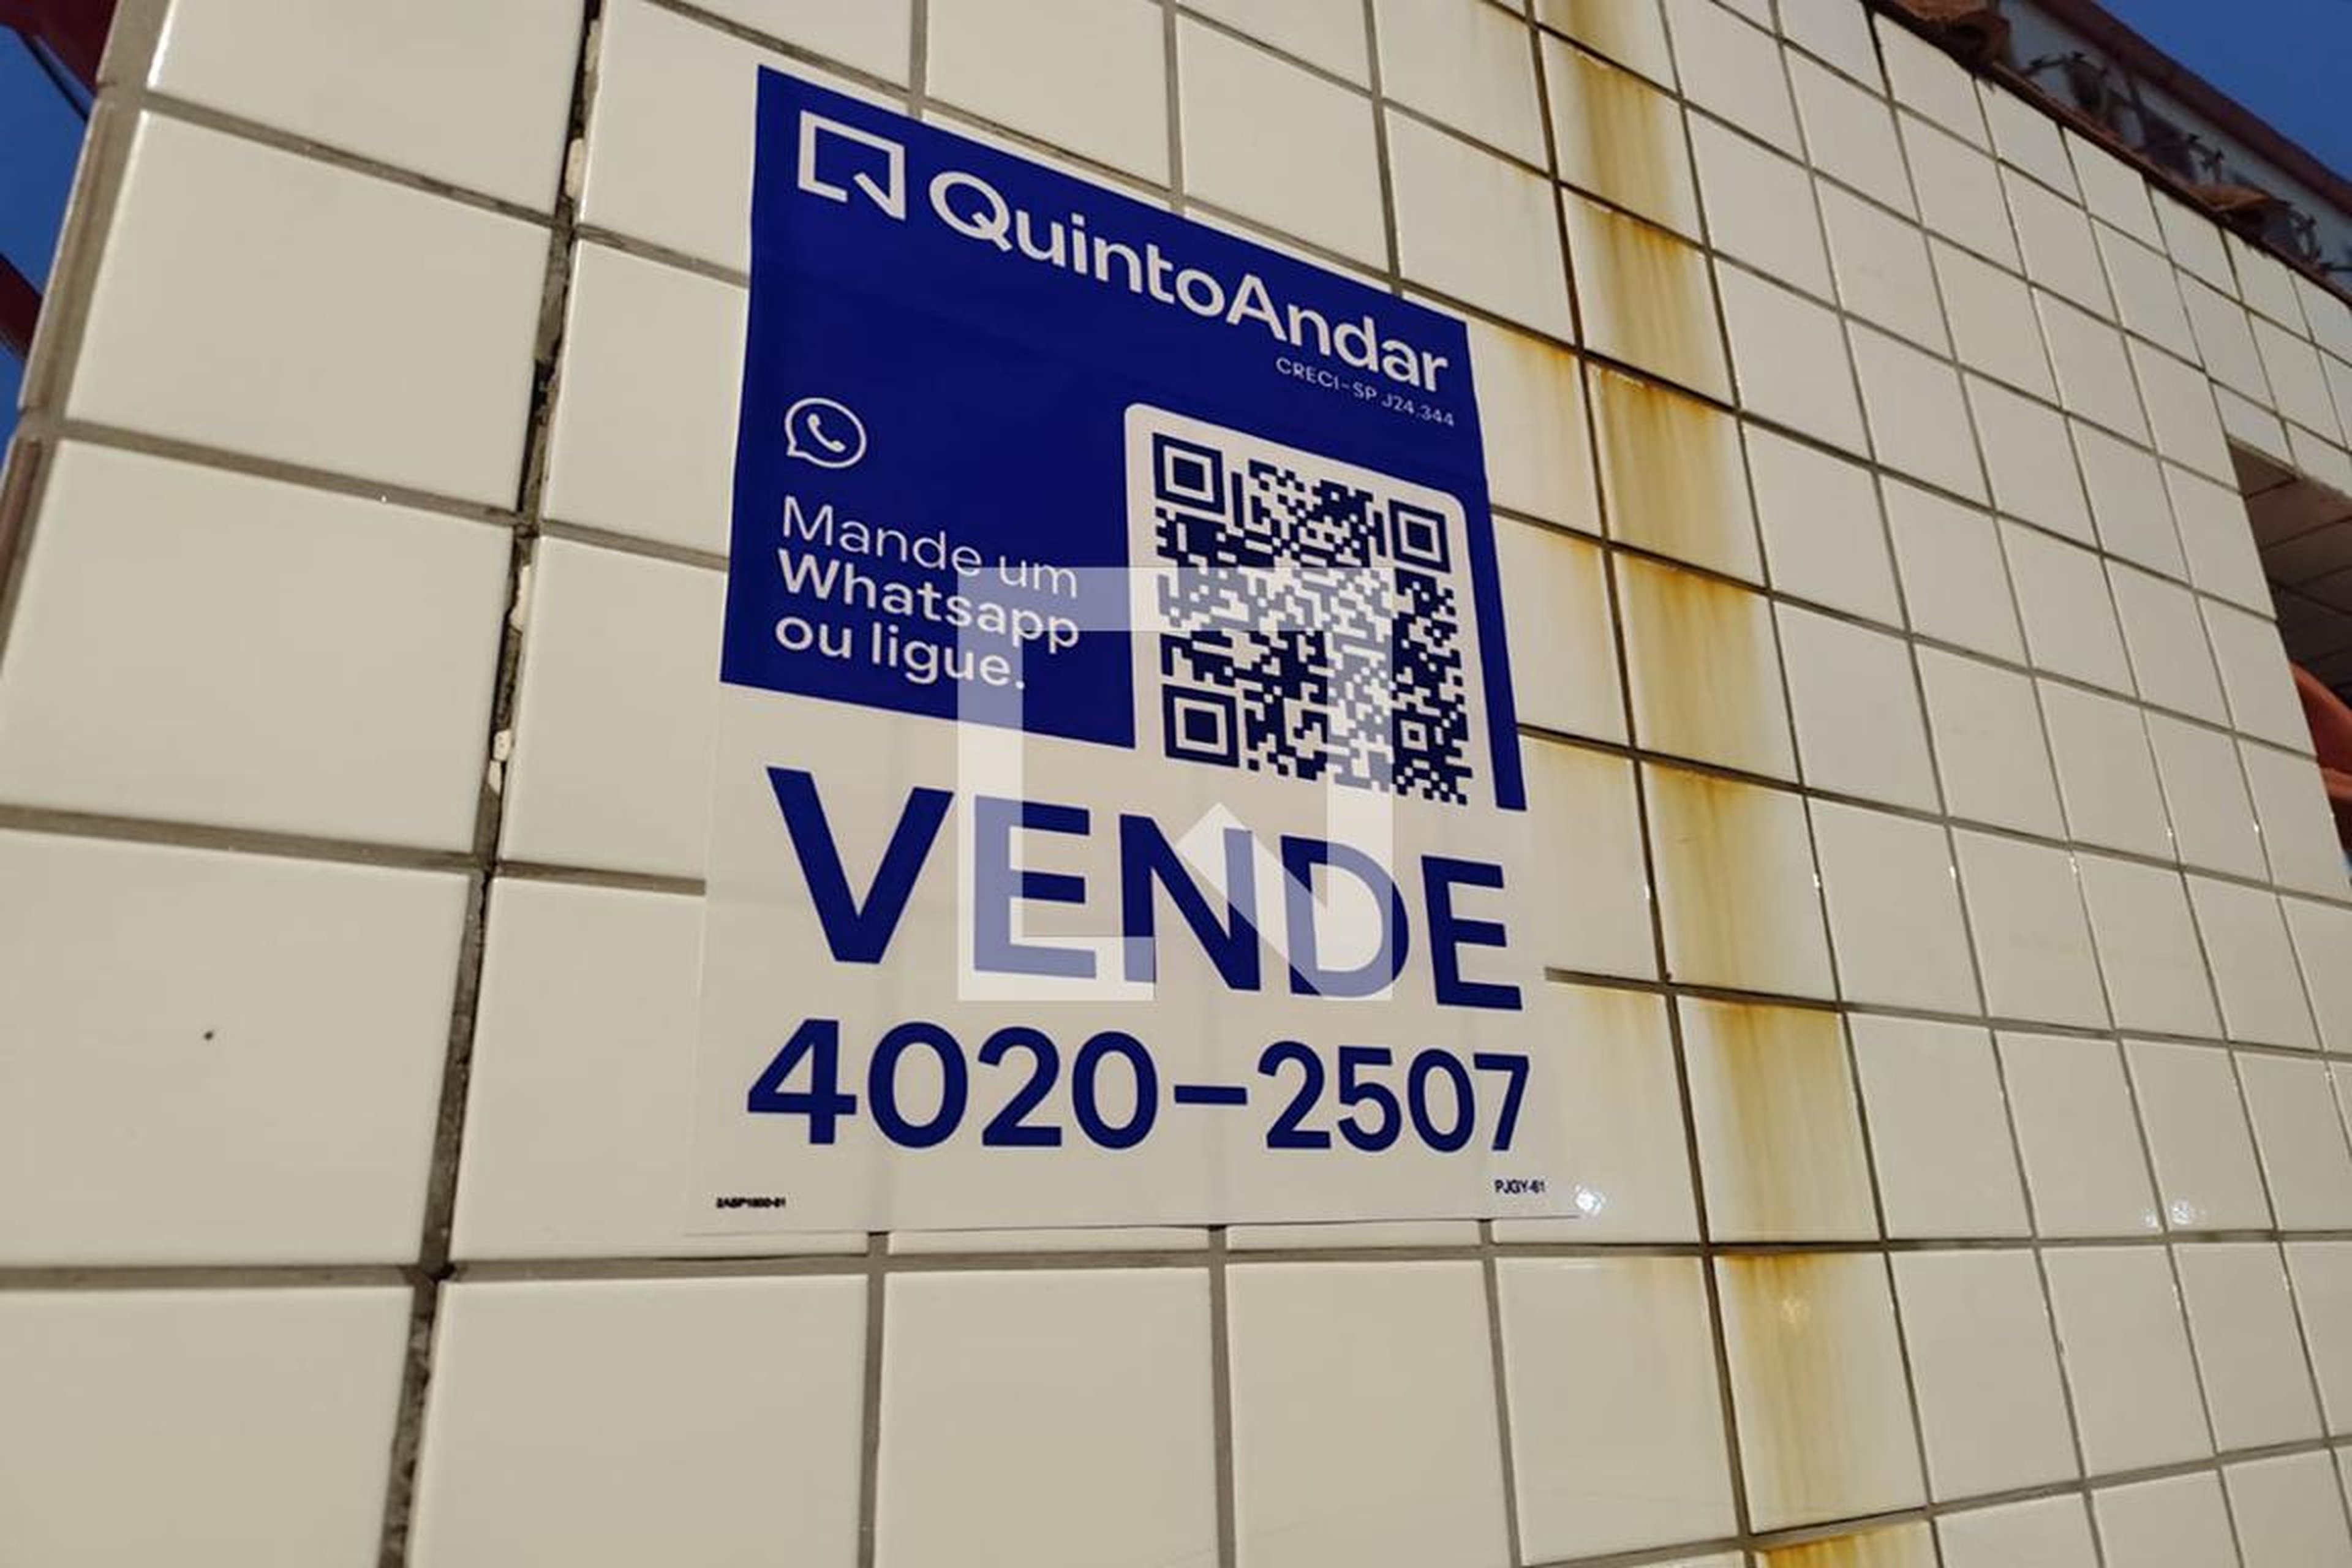 QuintoAndar
CRECI-SP J24.344
Mande um
Whatsapp
ou ligue.
VENDE
4020-2507
PJGY-61